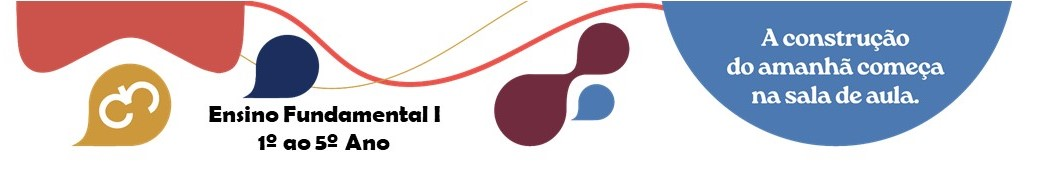 Ensino Fundamental I
1º ao 5º Ano
A construção
do amanhã começa
na sala de aula.